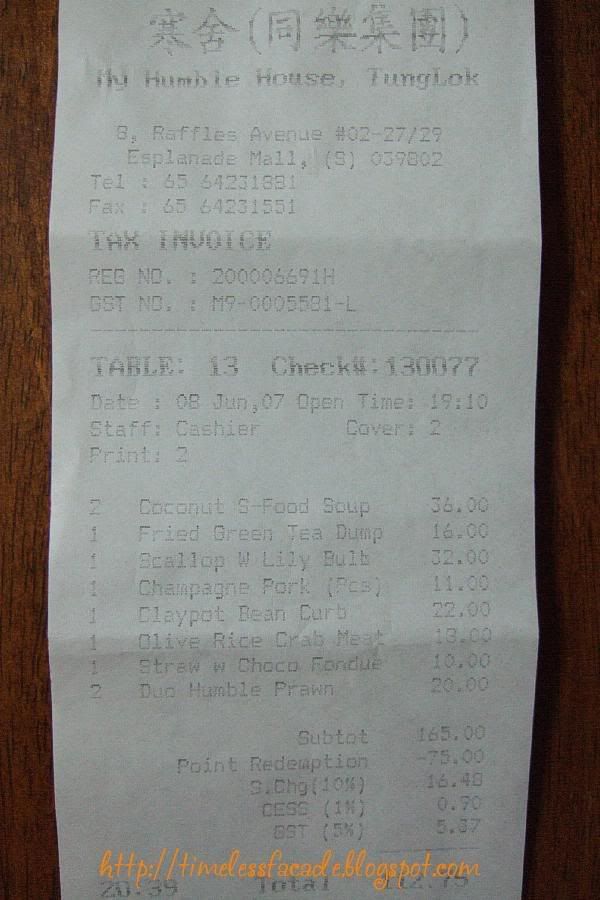 寒舍(同樂集團)
My Humble House, TungLok
8, Raffles Avenue #02-27/29
Esplanade Mall, (S) 039802
Tel : 65 64231881
Fax : 65 64231551
TAX INVOICE
REG NO. : 200006691H
GST NO. : M9-0005581-L
TABLE: 13 Check#:130077
Date : 08 Jun,07 Open Time: 19:10
Staff: Cashier Cover: 2
Print: 2
2 Coconut S-Food Soup 36.00
1 Fried Green Tea Dump 16.00
1 Scallop W Lily Bulb 32.00
1 Champagne Pork (Pcs) 11.00
1 Claypot Bean Curb 22.00
1 Olive Rice Crab Meat 18.00
1 Straw w Choco Fondue 10.00
2 Duo Humble Prawn 20.00
Subtot 165.00
Point Redemption -75.00
S.Chg(10%) 16.48
CESS (1%) 0.90
GST (5%) 5.37
http://timelessfacade.blogspot.com
20:39 Total 112.75